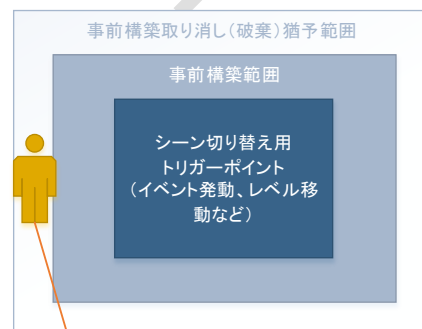 事前構築取り消し(破棄)猶予範囲
事前構築範囲
シーン切り替え用
トリガーポイント
(イベント発動、レベル移
動など)